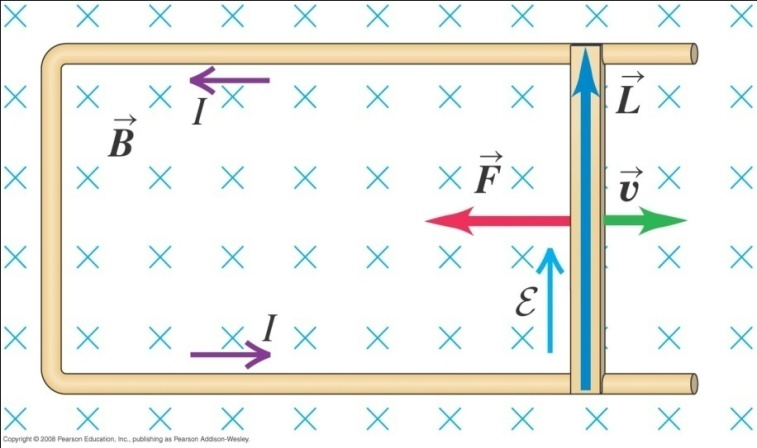 I
L
B
F
v
ℰ
I
Copyright © 2008 Pearson Education, Inc., publishing as Pearson Addison-Wesley.